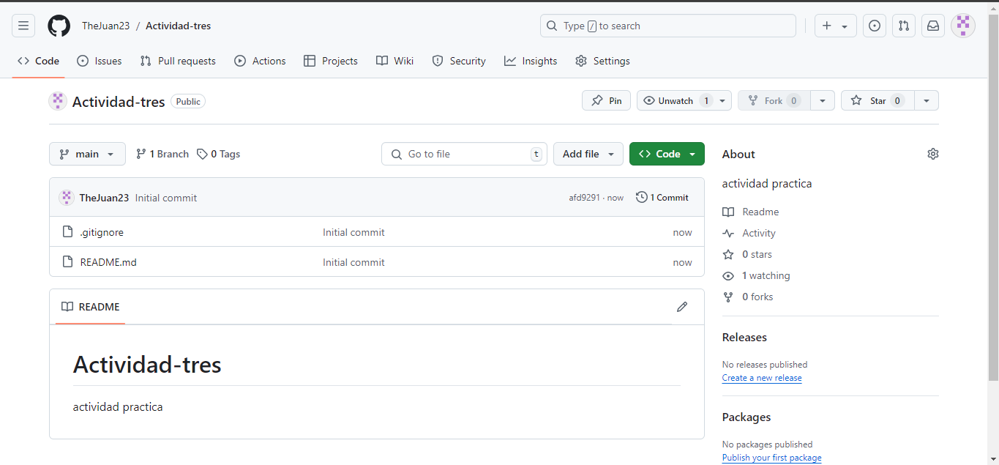 TheJuan23 / Actividad-tres
Type / to search
Code Issues Pull requests Actions Projects Wiki Security Insights Settings
Actividad-tres Public
Pin Unwatch 1 Fork 0 Star 0
main 1 Branch 0 Tags
Go to file t Add file Code
TheJuan23 Initial commit afd9291 · now 1 Commit
.gitignore Initial commit now
README.md Initial commit now
README
Actividad-tres
actividad practica
About
actividad practica
Readme
Activity
0 stars
1 watching
0 forks
Releases
No releases published
Create a new release
Packages
No packages published
Publish your first package